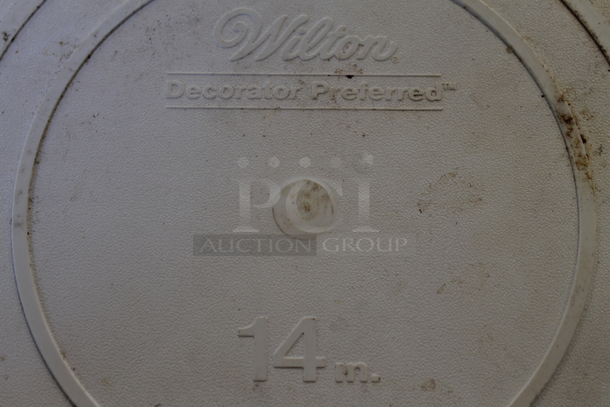 Wilton
Decorator Preferred™
PCI
AUCTION GROUP
14 in.